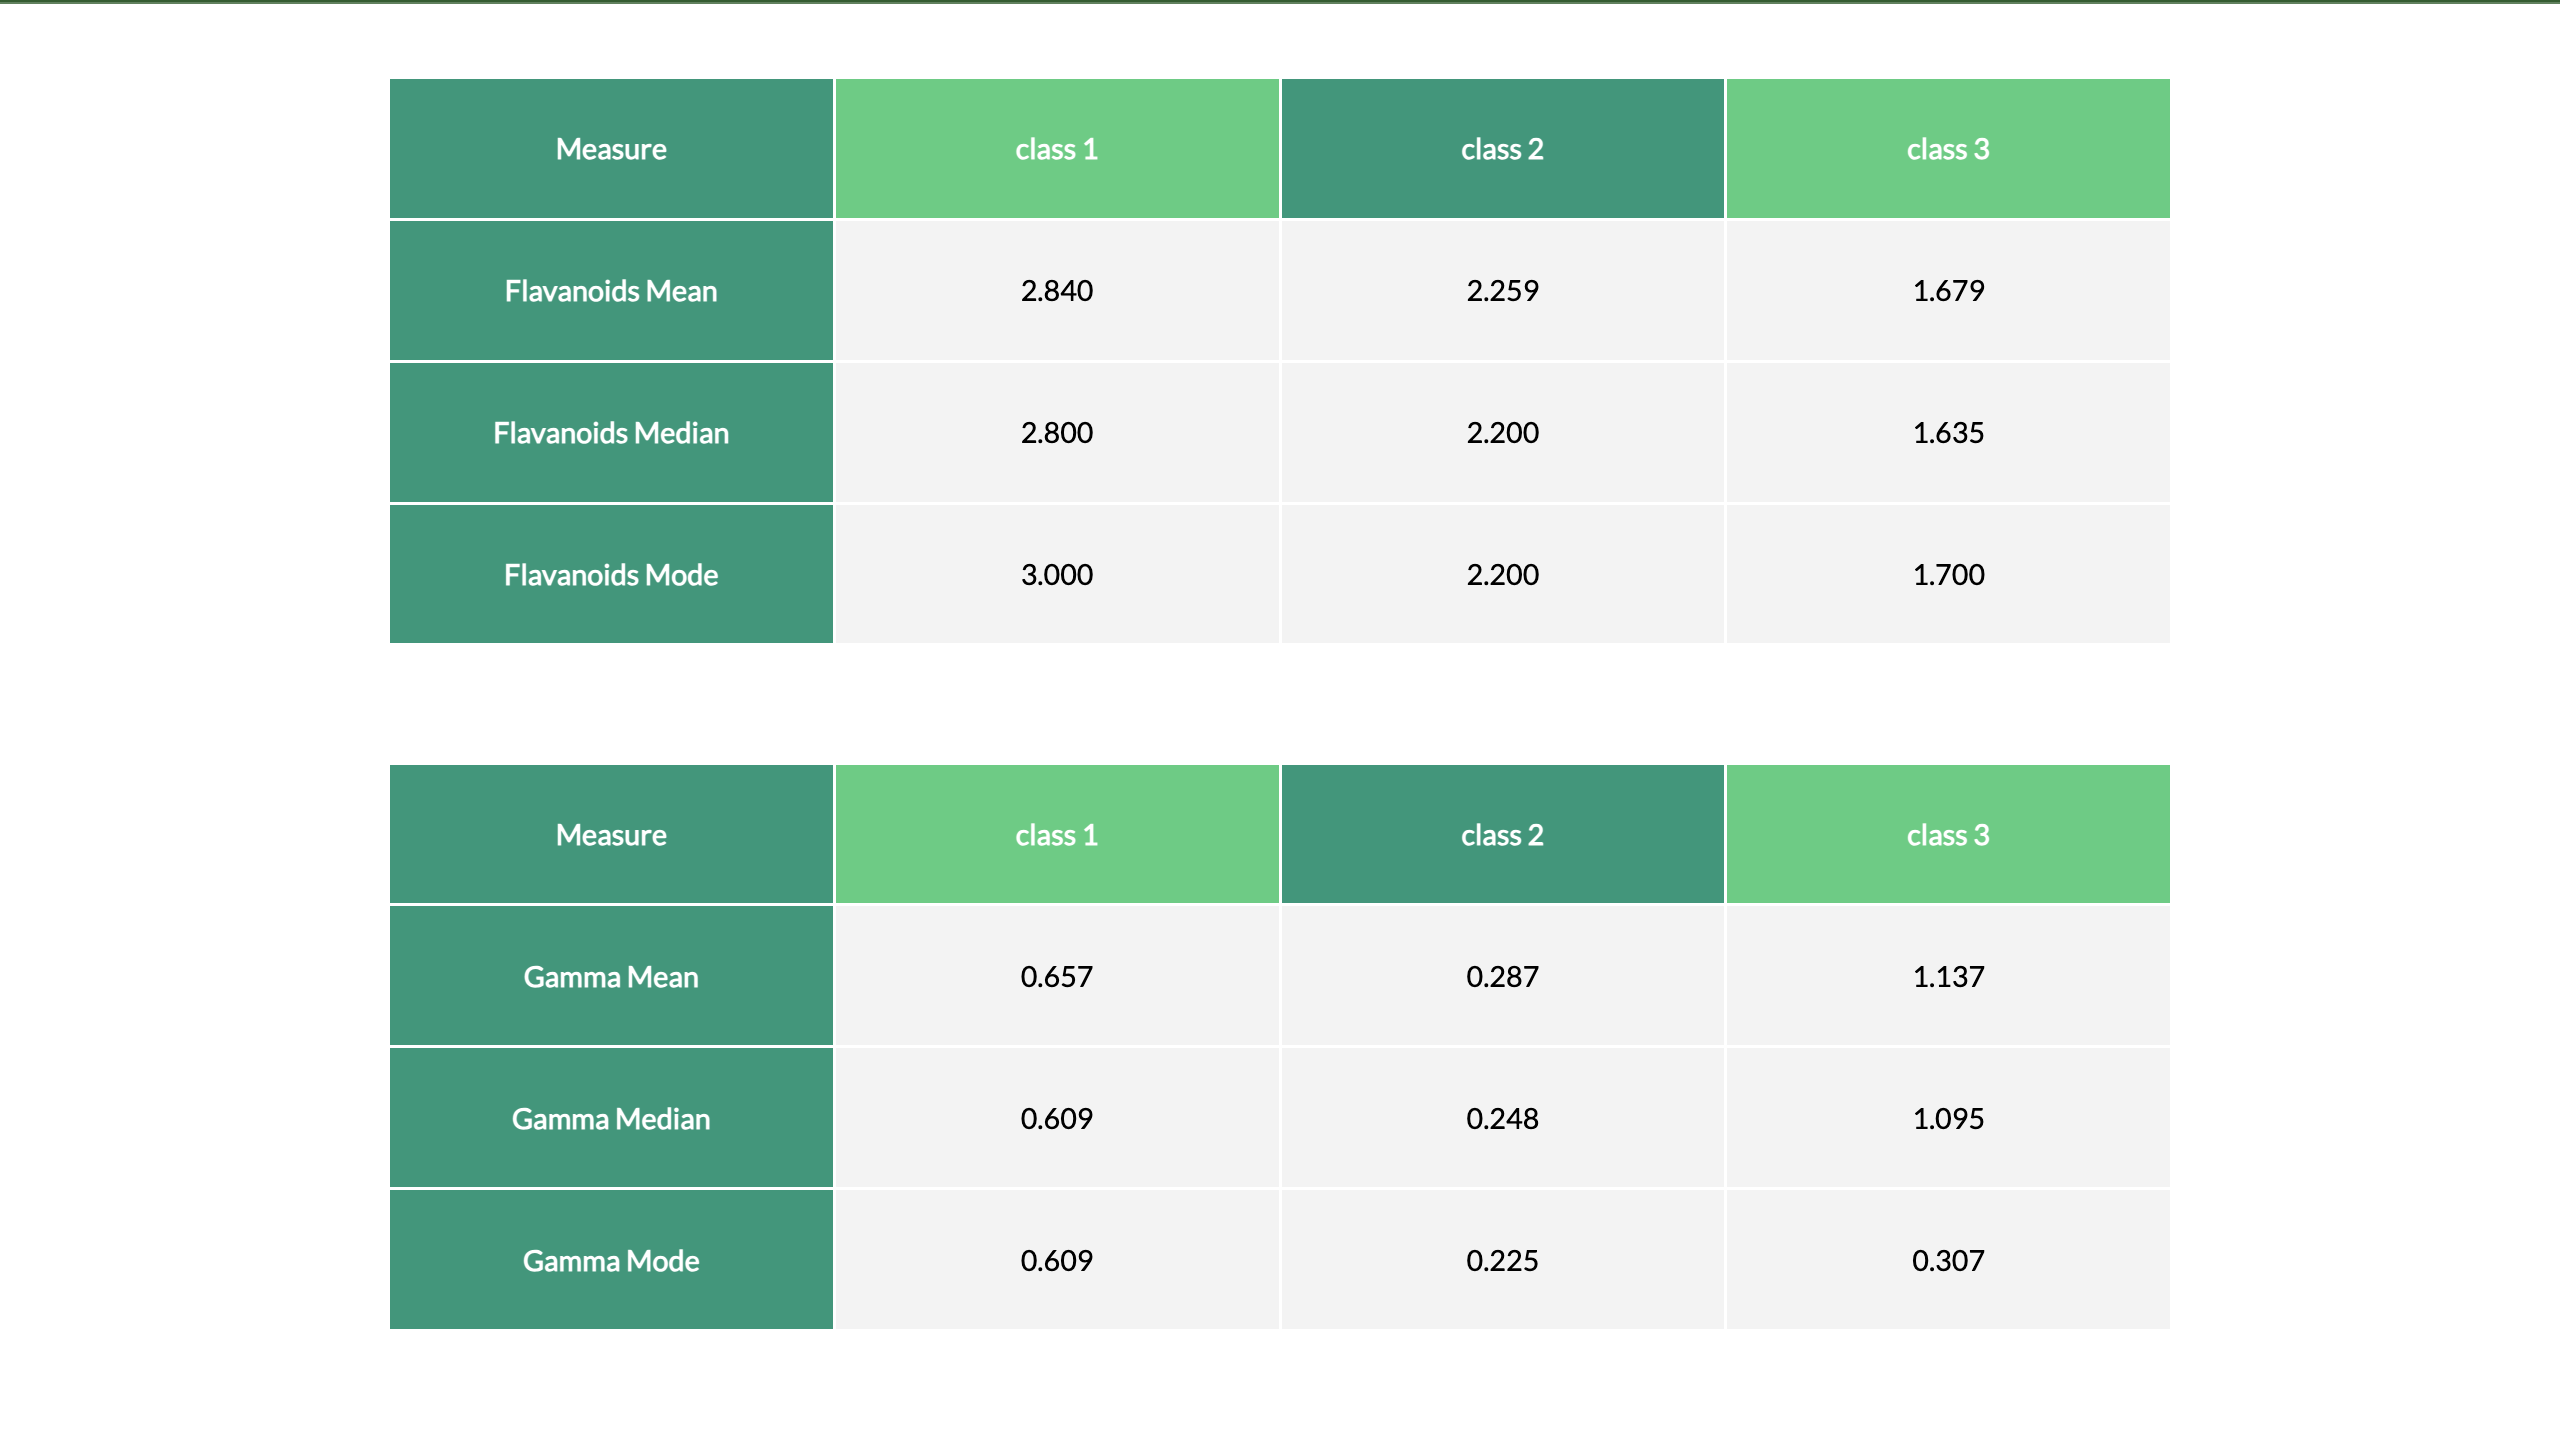 Measure class 1 class 2 class 3
Flavanoids Mean 2.840 2.259 1.679
Flavanoids Median 2.800 2.200 1.635
Flavanoids Mode 3.000 2.200 1.700
Measure class 1 class 2 class 3
Gamma Mean 0.657 0.287 1.137
Gamma Median 0.609 0.248 1.095
Gamma Mode 0.609 0.225 0.307